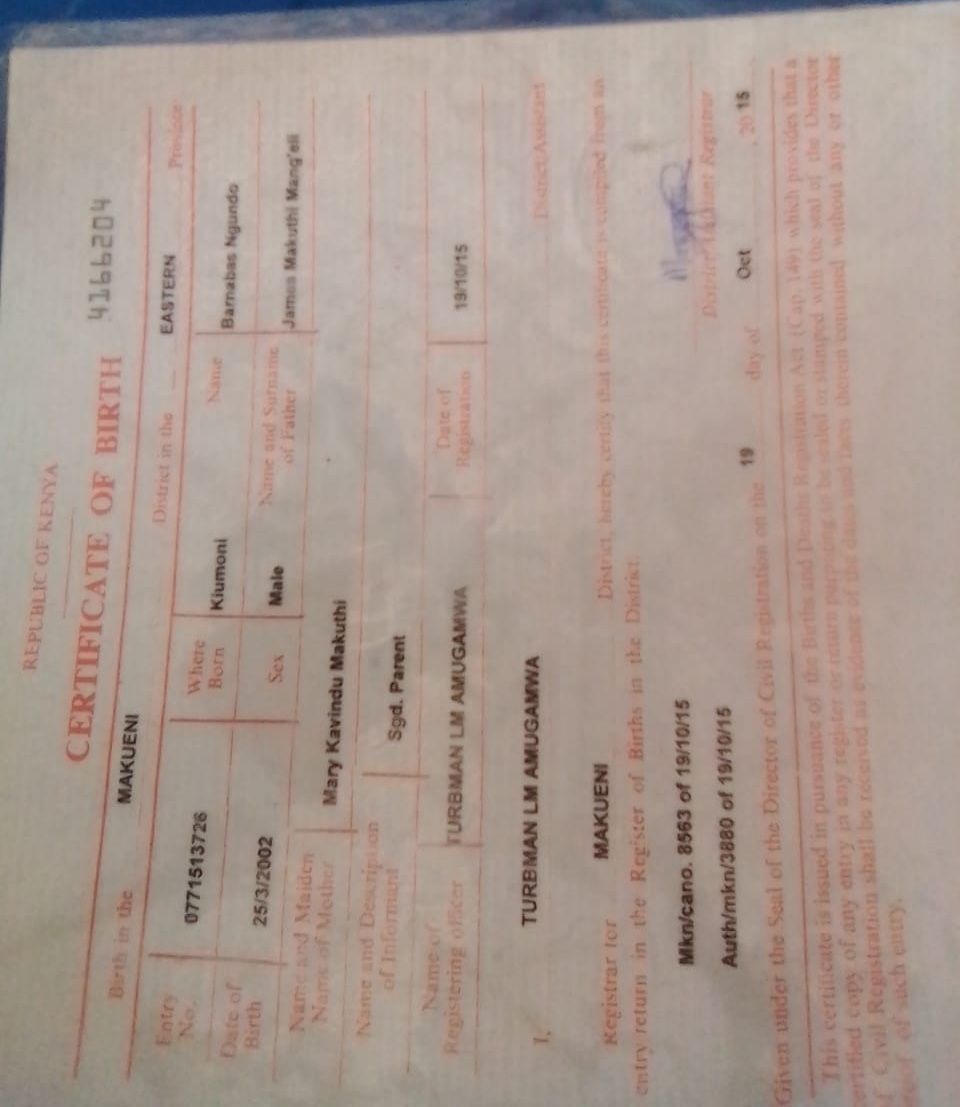 REPUBLIC OF KENYA
CERTIFICATE OF BIRTH 4166204
Birth in the MAKUENI District in the EASTERN Province
Entry No. 0771513726 Where Born Kiumoni Name Barnabas Ngundo
Date of Birth 25/3/2002 Sex Male Name and Surname of Father James Makuthi Mang'eli
Name and Maiden Name of Mother Mary Kavindu Makuthi
Name and Description of Informant Sgd. Parent
Name of Registering officer TURBMAN LM AMUGAMWA Date of Registration 19/10/15
I, TURBMAN LM AMUGAMWA District/Assistant
Registrar for MAKUENI District, hereby certify that this certificate is compiled from an
entry/return in the Register of Births in the District.
Mkn/cano. 8563 of 19/10/15
Auth/mkn/3880 of 19/10/15
District/Assistant Registrar
Given under the Seal of the Director of Civil Registration on the 19 day of Oct 2015
This certificate is issued in pursuance of the Births and Deaths Registration Act (Cap. 149) which provides that a
certified copy of any entry in any register or return purporting to be sealed or stamped with the seal of the Director
of Civil Registration shall be received as evidence of the dates and facts therein contained without any or other
proof of such entry.